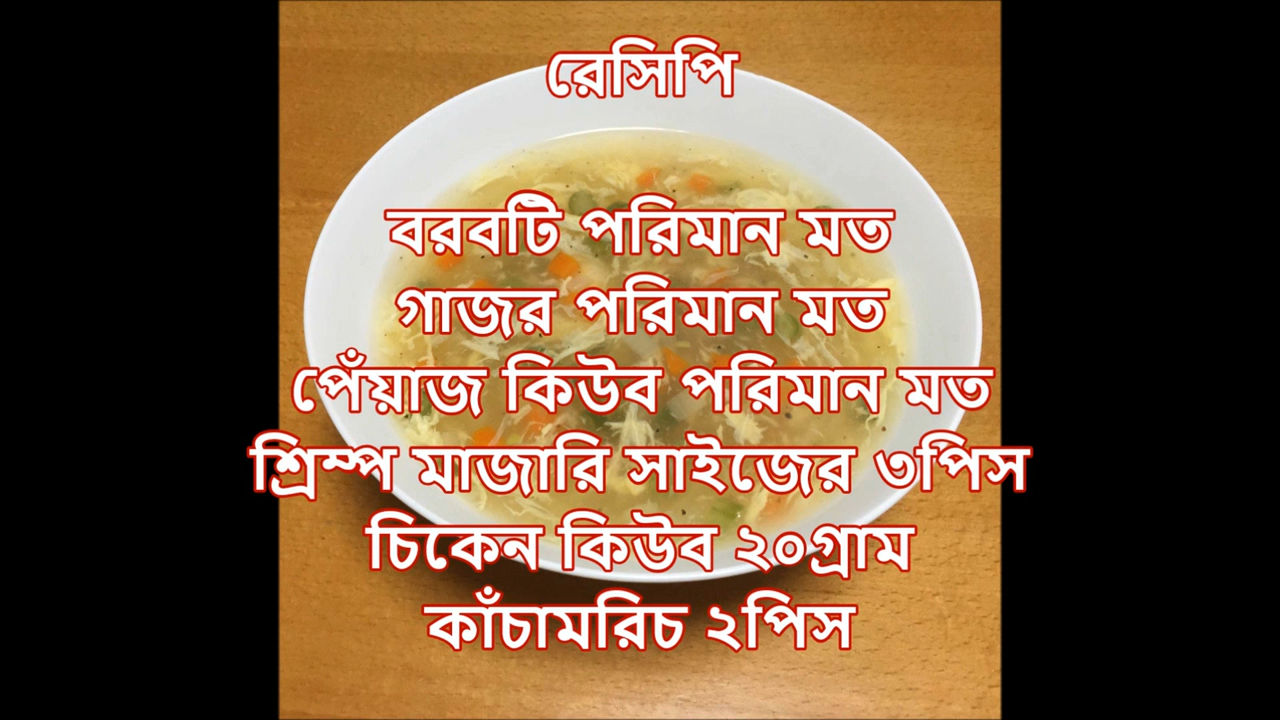 রেসিপি
বরবটি পরিমান মত
গাজর পরিমান মত
পেঁয়াজ কিউব পরিমান মত
শ্রিম্প মাজারি সাইজের ৩পিস
চিকেন কিউব ২০গ্রাম
কাঁচামরিচ ২পিস